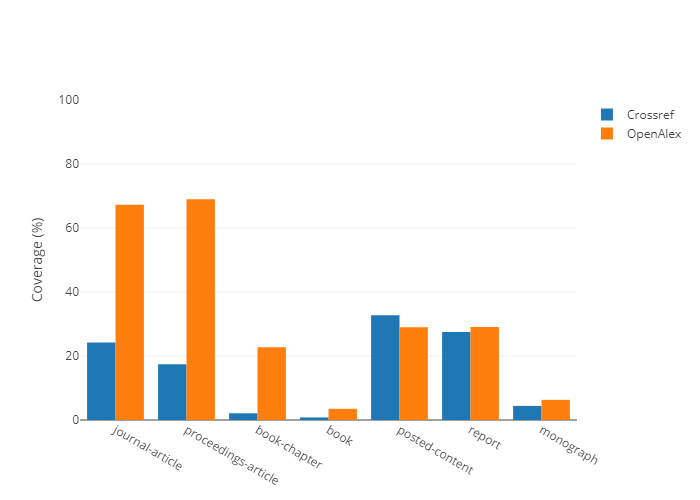 100
80
60
40
20
0
Coverage (%)
journal-article
proceedings-article
book-chapter
book
posted-content
report
monograph
Crossref
OpenAlex